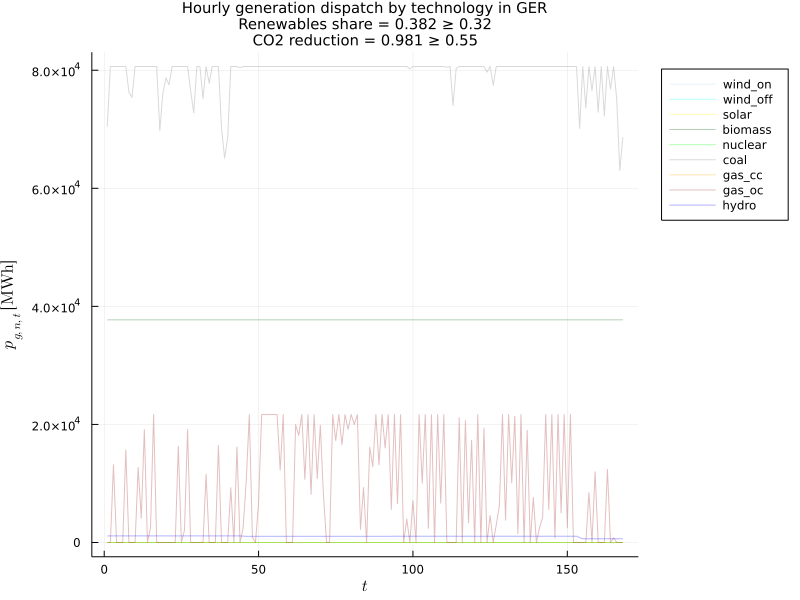 Hourly generation dispatch by technology in GER
Renewables share = 0.382 ≥ 0.32
CO2 reduction = 0.981 ≥ 0.55
8.0×10⁴
6.0×10⁴
4.0×10⁴
2.0×10⁴
0
p_{g, n, t} [MWh]
0
50
100
150
t
wind_on
wind_off
solar
biomass
nuclear
coal
gas_cc
gas_oc
hydro